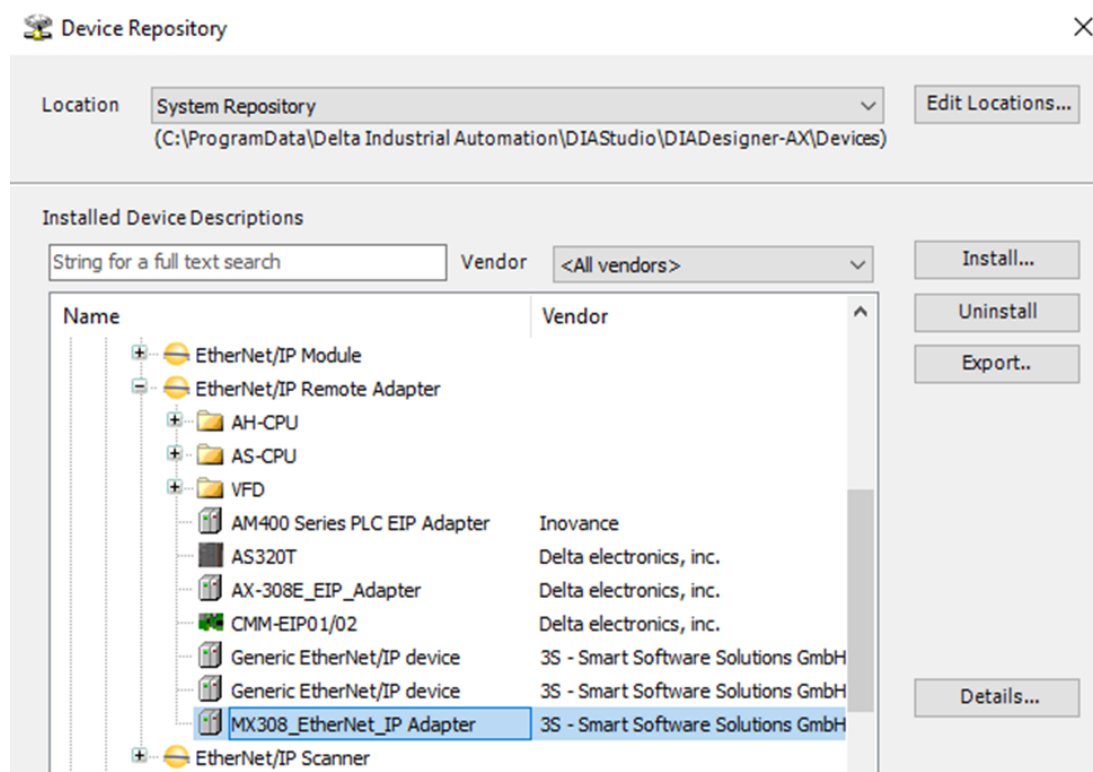 Device Repository
Location System Repository Edit Locations...
(C:\ProgramData\Delta Industrial Automation\DIAStudio\DIADesigner-AX\Devices)
Installed Device Descriptions
String for a full text search Vendor <All vendors> Install...
Name Vendor Uninstall
EtherNet/IP Module Export..
EtherNet/IP Remote Adapter
AH-CPU
AS-CPU
VFD
AM400 Series PLC EIP Adapter Inovance
AS320T Delta electronics, inc.
AX-308E_EIP_Adapter Delta electronics, inc.
CMM-EIP01/02 Delta electronics, inc.
Generic EtherNet/IP device 3S - Smart Software Solutions GmbH
Generic EtherNet/IP device 3S - Smart Software Solutions GmbH Details...
MX308_EtherNet_IP Adapter 3S - Smart Software Solutions GmbH
EtherNet/IP Scanner